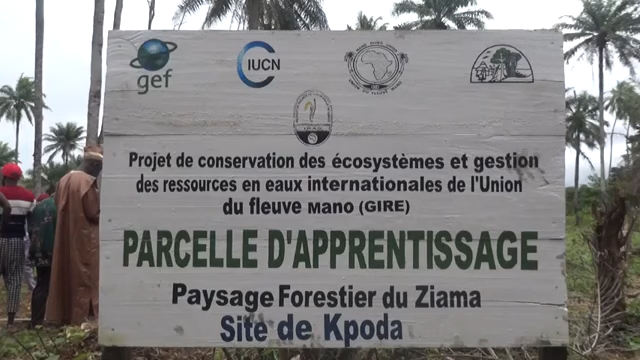 gef
IUCN
Projet de conservation des écosystèmes et gestion
des ressources en eaux internationales de l'Union
du fleuve Mano (GIRE)
PARCELLE D'APPRENTISSAGE
Paysage Forestier du Ziama
Site de Kpoda